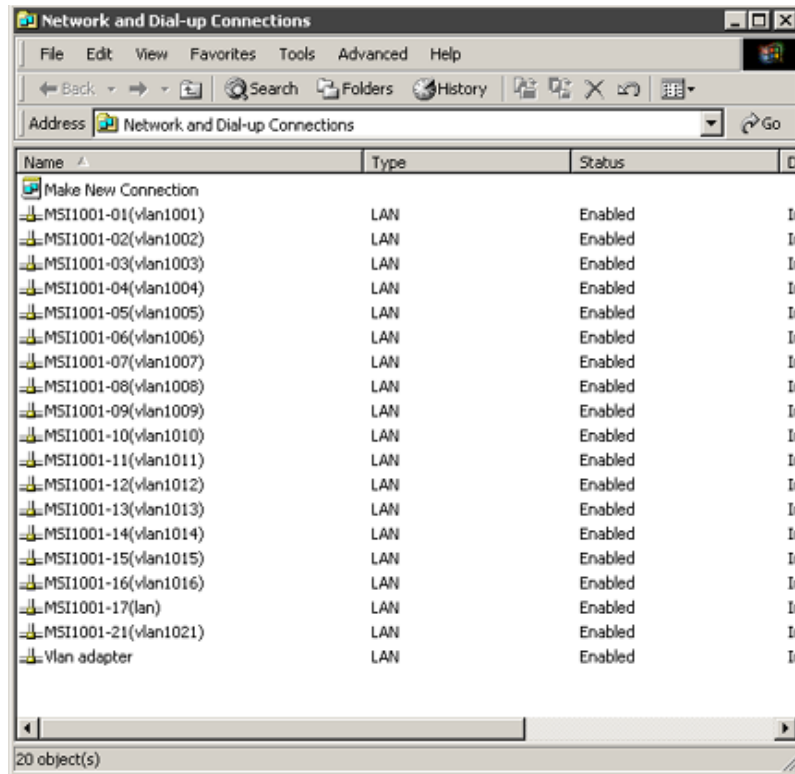 Network and Dial-up Connections
File Edit View Favorites Tools Advanced Help
Back Search Folders History
Address Network and Dial-up Connections Go
Name Type Status
Make New Connection
MSI1001-01(vlan1001) LAN Enabled
MSI1001-02(vlan1002) LAN Enabled
MSI1001-03(vlan1003) LAN Enabled
MSI1001-04(vlan1004) LAN Enabled
MSI1001-05(vlan1005) LAN Enabled
MSI1001-06(vlan1006) LAN Enabled
MSI1001-07(vlan1007) LAN Enabled
MSI1001-08(vlan1008) LAN Enabled
MSI1001-09(vlan1009) LAN Enabled
MSI1001-10(vlan1010) LAN Enabled
MSI1001-11(vlan1011) LAN Enabled
MSI1001-12(vlan1012) LAN Enabled
MSI1001-13(vlan1013) LAN Enabled
MSI1001-14(vlan1014) LAN Enabled
MSI1001-15(vlan1015) LAN Enabled
MSI1001-16(vlan1016) LAN Enabled
MSI1001-17(lan) LAN Enabled
MSI1001-21(vlan1021) LAN Enabled
Vlan adapter LAN Enabled
20 object(s)